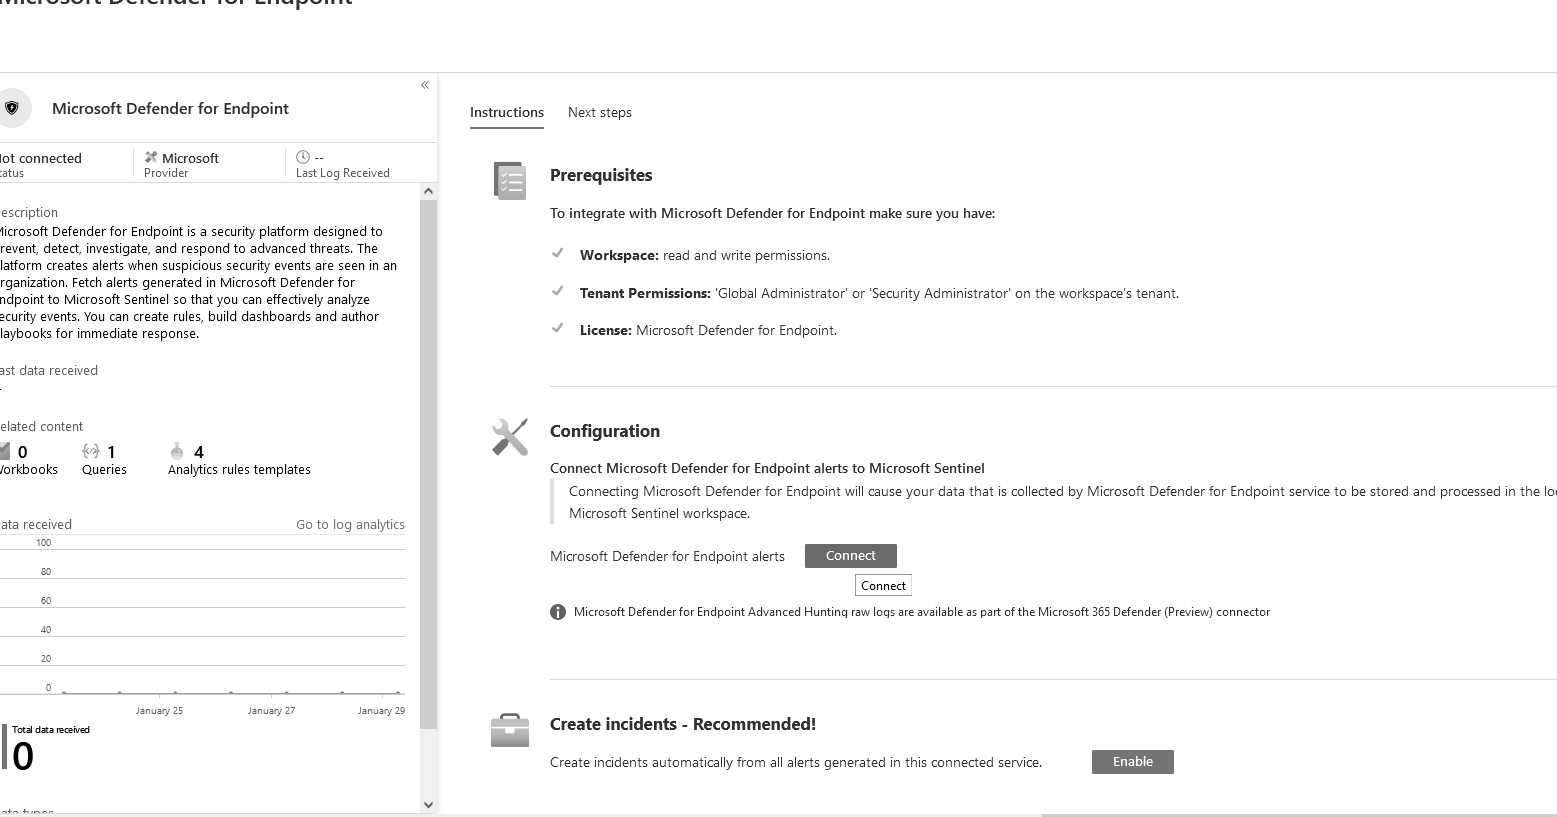 Microsoft Defender for Endpoint
«
Microsoft Defender for Endpoint
ot connected
tatus
Microsoft
Provider
--
Last Log Received
escription
Microsoft Defender for Endpoint is a security platform designed to
revent, detect, investigate, and respond to advanced threats. The
latform creates alerts when suspicious security events are seen in an
rganization. Fetch alerts generated in Microsoft Defender for
ndpoint to Microsoft Sentinel so that you can effectively analyze
ecurity events. You can create rules, build dashboards and author
laybooks for immediate response.
ast data received
elated content
0
Workbooks
1
Queries
4
Analytics rules templates
ata received
Go to log analytics
100
80
60
40
20
0
January 25
January 27
January 29
Total data received
0
ata types
Instructions
Next steps
Prerequisites
To integrate with Microsoft Defender for Endpoint make sure you have:
Workspace: read and write permissions.
Tenant Permissions: 'Global Administrator' or 'Security Administrator' on the workspace's tenant.
License: Microsoft Defender for Endpoint.
Configuration
Connect Microsoft Defender for Endpoint alerts to Microsoft Sentinel
Connecting Microsoft Defender for Endpoint will cause your data that is collected by Microsoft Defender for Endpoint service to be stored and processed in the lo
Microsoft Sentinel workspace.
Microsoft Defender for Endpoint alerts
Connect
Connect
Microsoft Defender for Endpoint Advanced Hunting raw logs are available as part of the Microsoft 365 Defender (Preview) connector
Create incidents - Recommended!
Create incidents automatically from all alerts generated in this connected service.
Enable